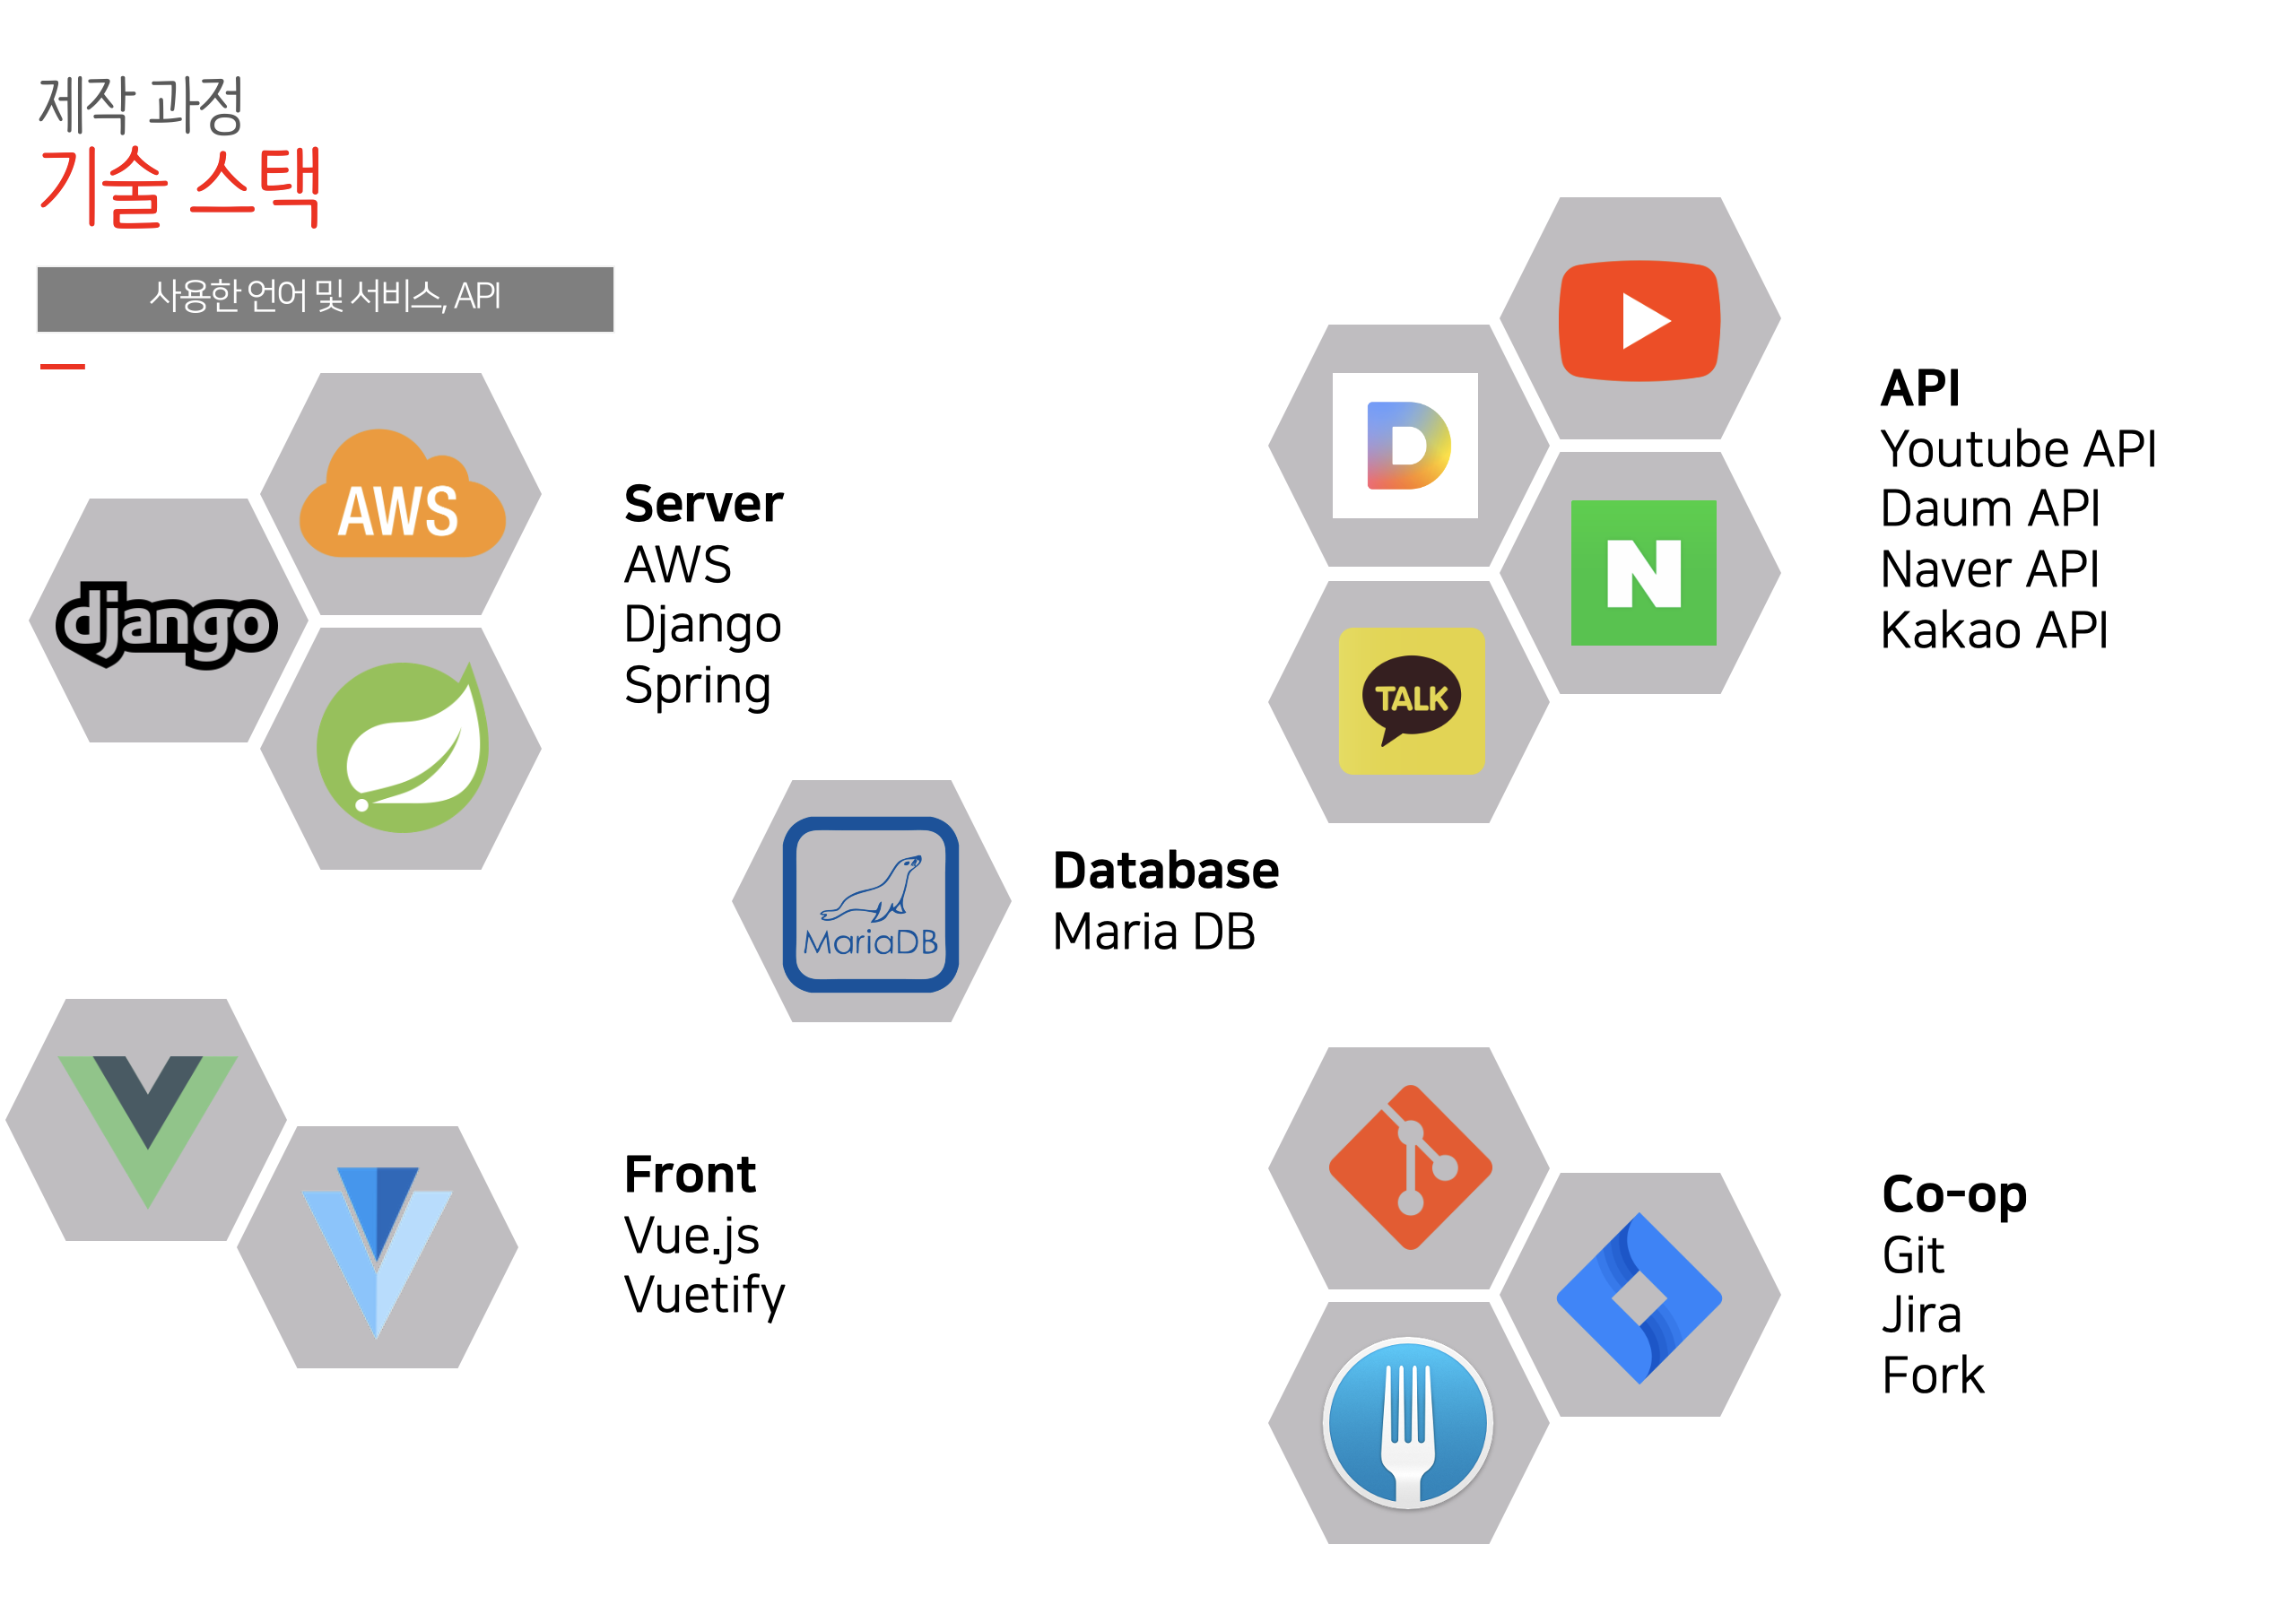 제작 과정
기술 스택
사용한 언어 및 서비스, API
AWS
django
Server
AWS
Django
Spring
TALK
API
Youtube API
Daum API
Naver API
Kakao API
MariaDB
Database
Maria DB
Front
Vue.js
Vuetify
Co-op
Git
Jira
Fork